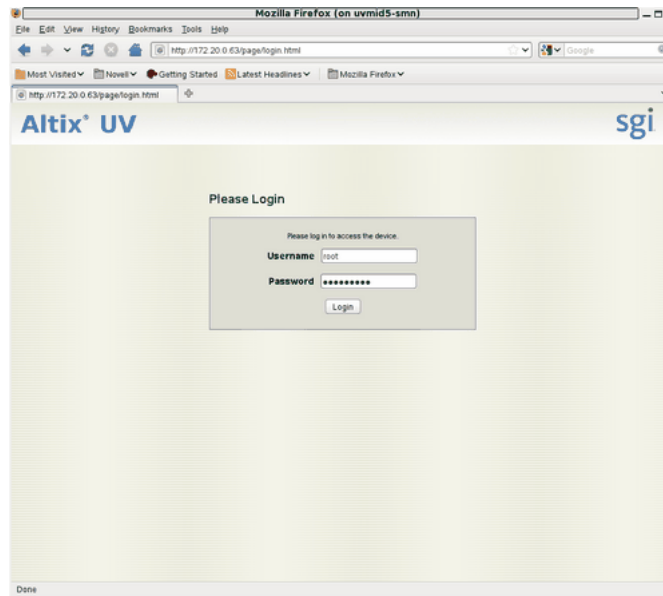 Mozilla Firefox (on uvmid5-smn)
File Edit View History Bookmarks Tools Help
http://172.20.0.63/page/login.html
Google
Most Visited Novell Getting Started Latest Headlines Mozilla Firefox
http://172.20.0.63/page/login.html
Altix® UV
sgi
Please Login
Please log in to access the device.
Username root
Password •••••••••
Login
Done